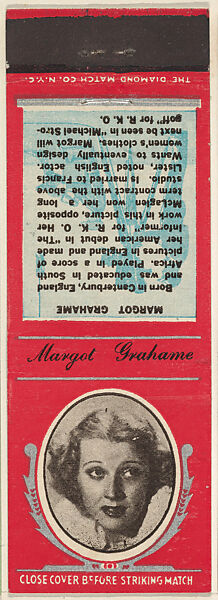 THE DIAMOND MATCH CO. N.Y.C.
MARGOT GRAHAME
Born in Canterbury, England
and was educated in South
Africa. Played in a score of
pictures in England and made
her American debut in "The
Informer" for R. K. O. Her
work in this picture, opposite
McLaglen won her a long
term contract with the above
studio. Is married to Francis
Lister, noted English actor.
Wants to eventually design
women's clothes. Margot will
next be seen in "Michael Stro-
goff" for R. K. O.
Margot Grahame
CLOSE COVER BEFORE STRIKING MATCH